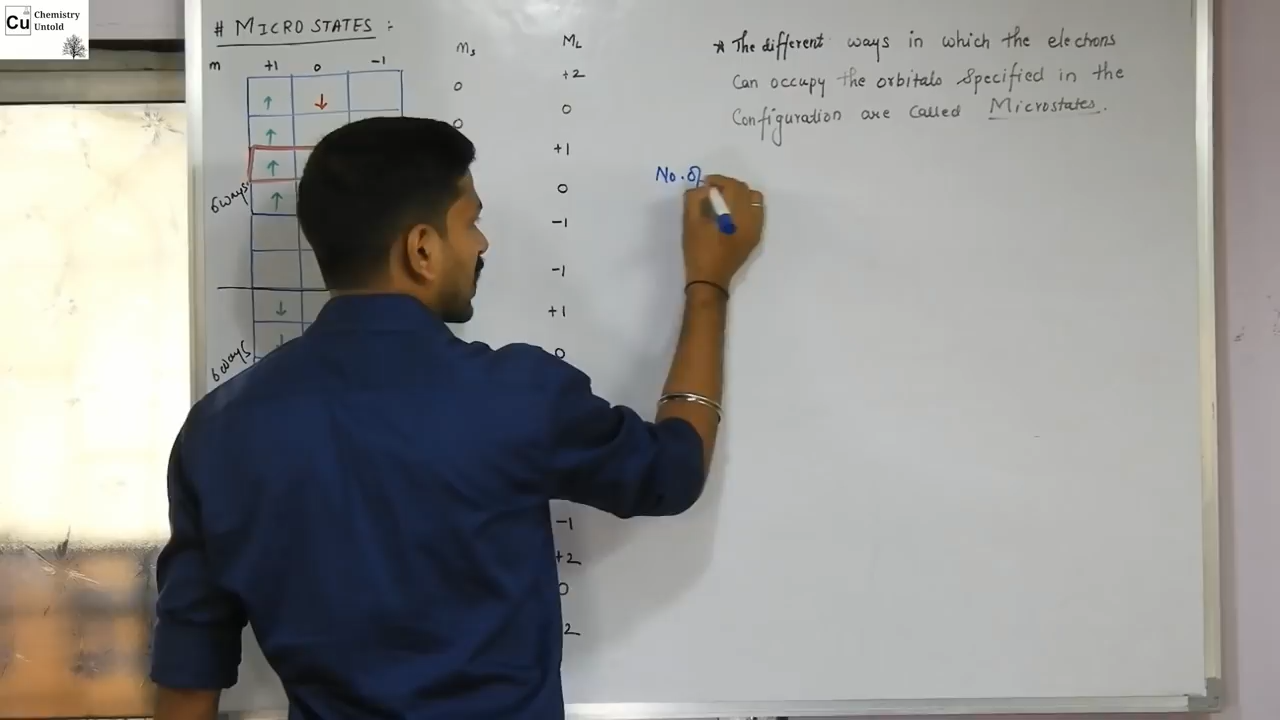 Cu Chemistry
Untold
# MICROSTATES :
m +1 0 -1 Ms ML
↑ ↓ 0 +2
↑ 0 0
↑ +1
↑ 0
6 ways
-1
-1
↓ +1
↓ 0
6 ways
-1
+2
0
2
* The different ways in which the electrons
Can occupy the orbitals specified in the
Configuration are called Microstates.
No. of